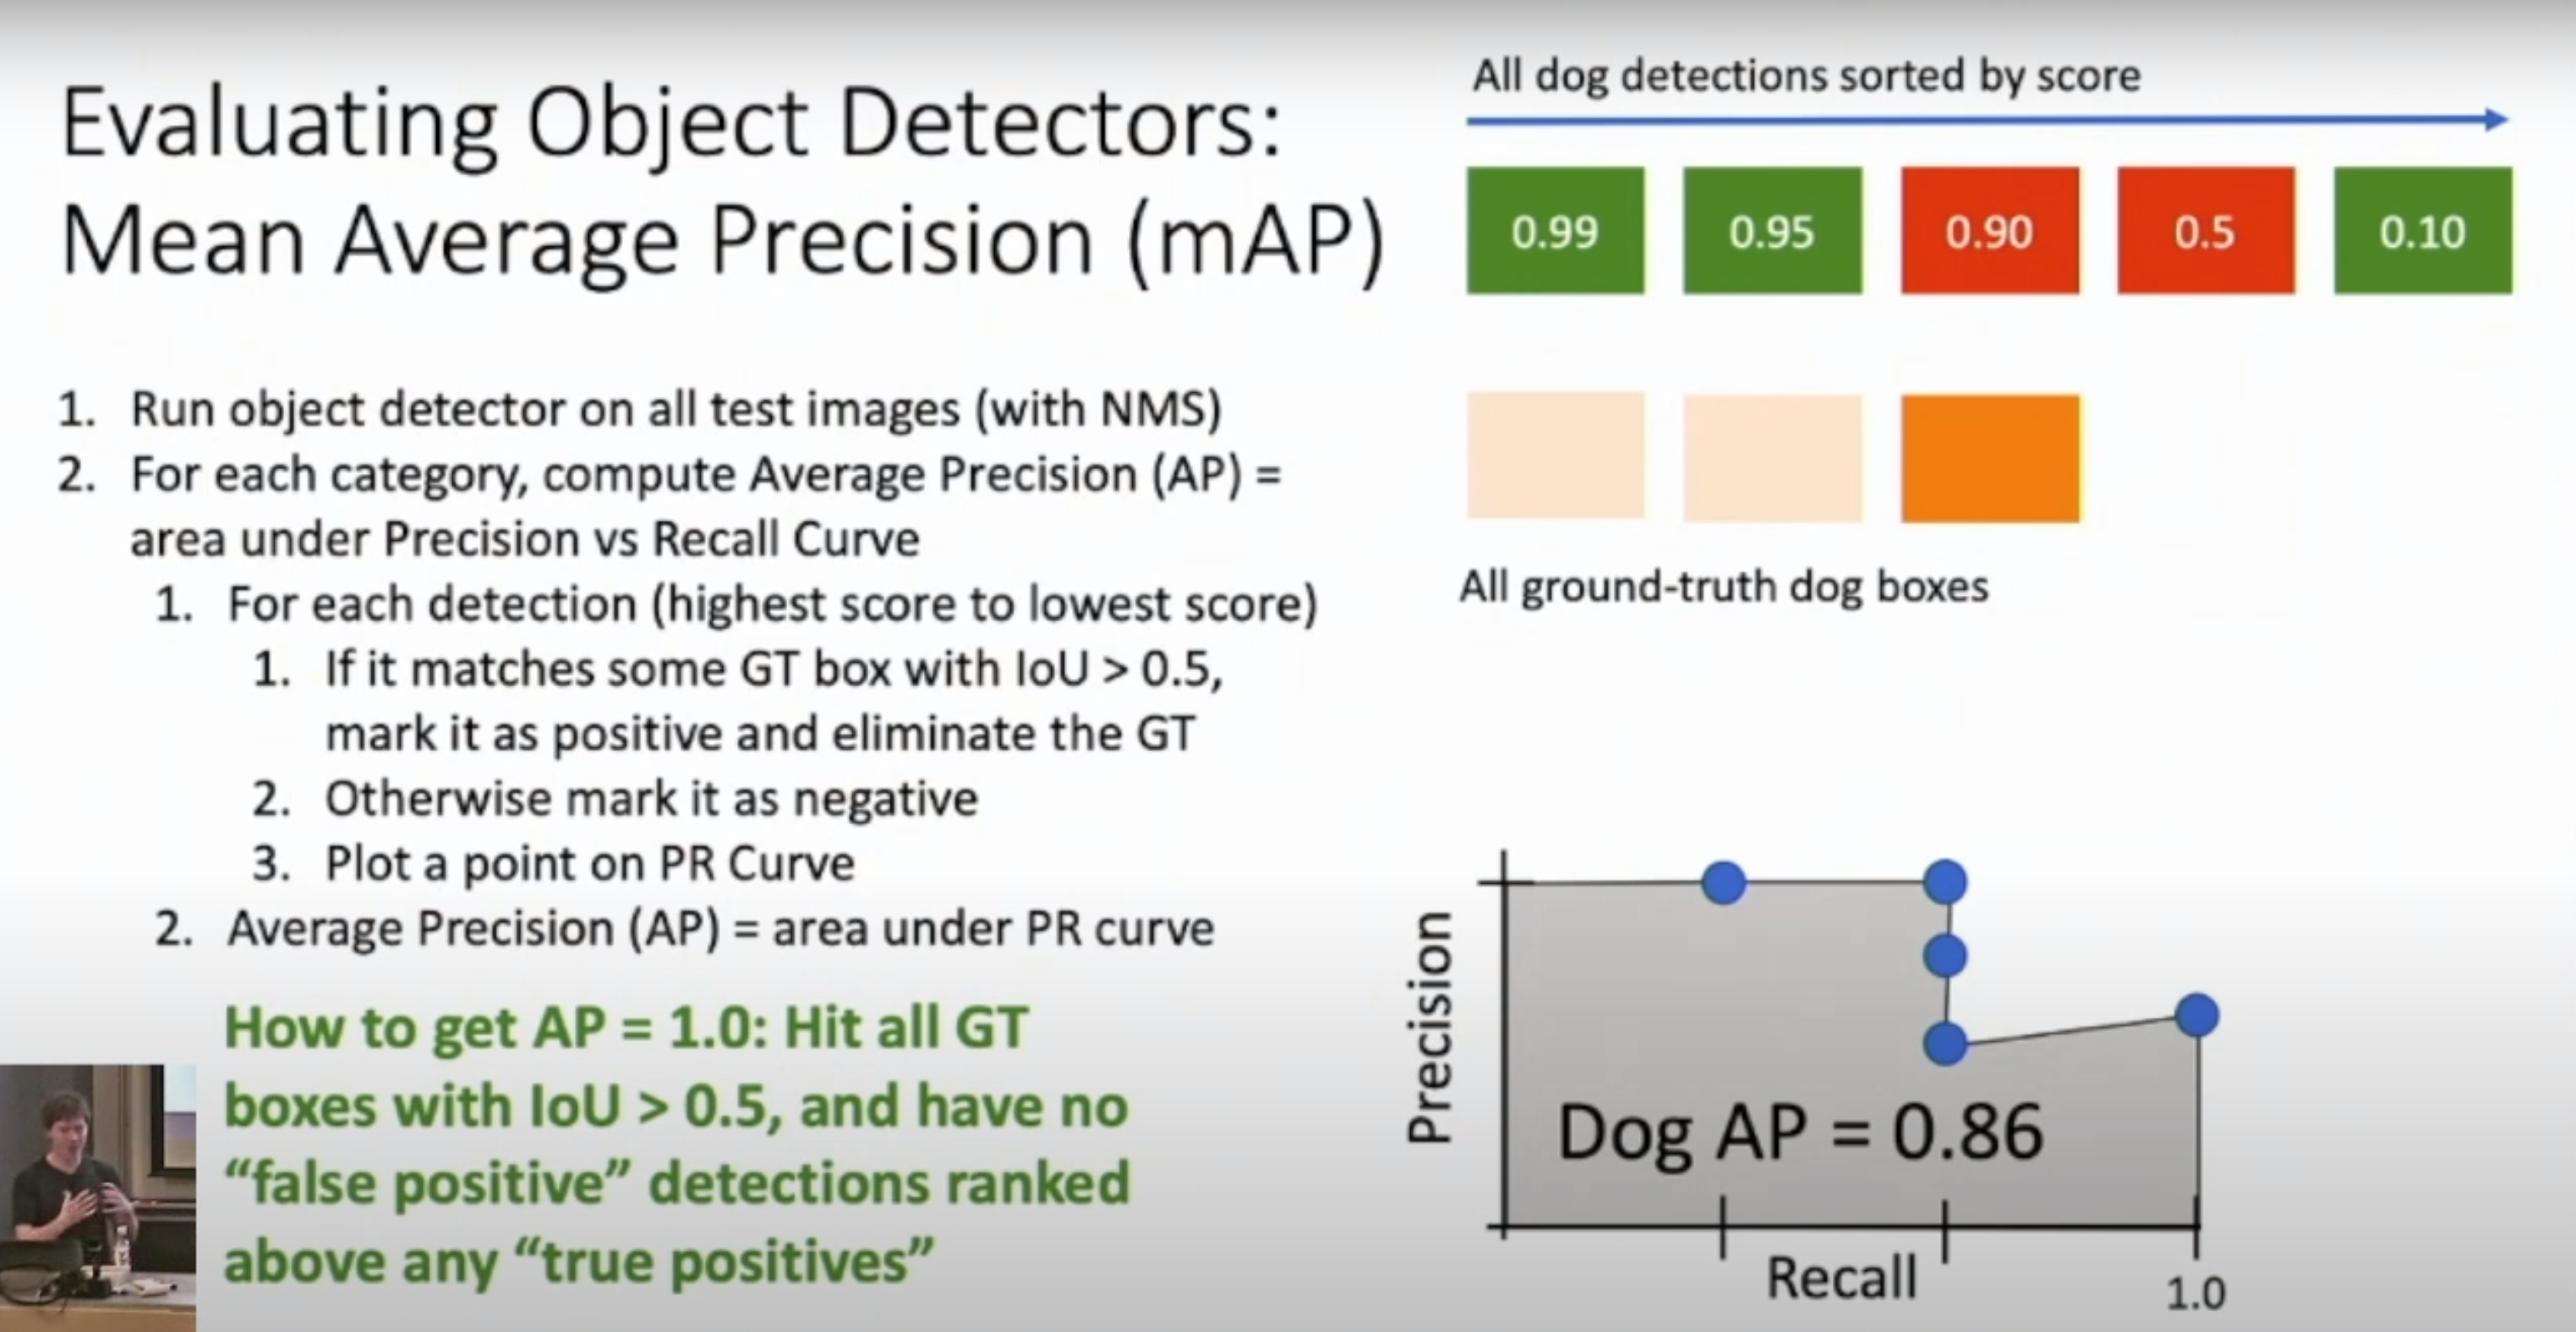 Evaluating Object Detectors:
Mean Average Precision (mAP)
1. Run object detector on all test images (with NMS)
2. For each category, compute Average Precision (AP) =
area under Precision vs Recall Curve
1. For each detection (highest score to lowest score)
1. If it matches some GT box with IoU > 0.5,
mark it as positive and eliminate the GT
2. Otherwise mark it as negative
3. Plot a point on PR Curve
2. Average Precision (AP) = area under PR curve
How to get AP = 1.0: Hit all GT
boxes with IoU > 0.5, and have no
“false positive” detections ranked
above any “true positives”
All dog detections sorted by score
0.99 0.95 0.90 0.5 0.10
All ground-truth dog boxes
Precision
Dog AP = 0.86
Recall
1.0